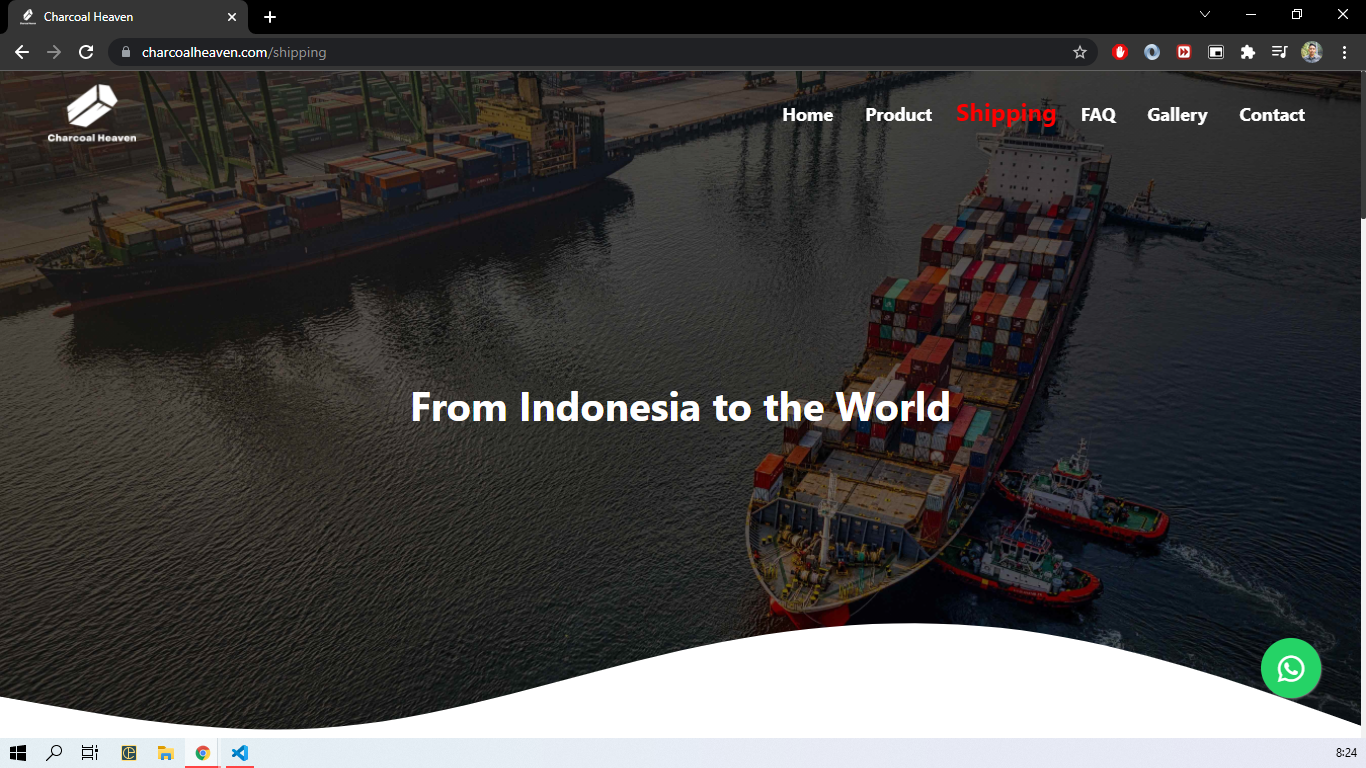 Charcoal Heaven
charcoalheaven.com/shipping
Charcoal Heaven
Home Product Shipping FAQ Gallery Contact
From Indonesia to the World
8:24